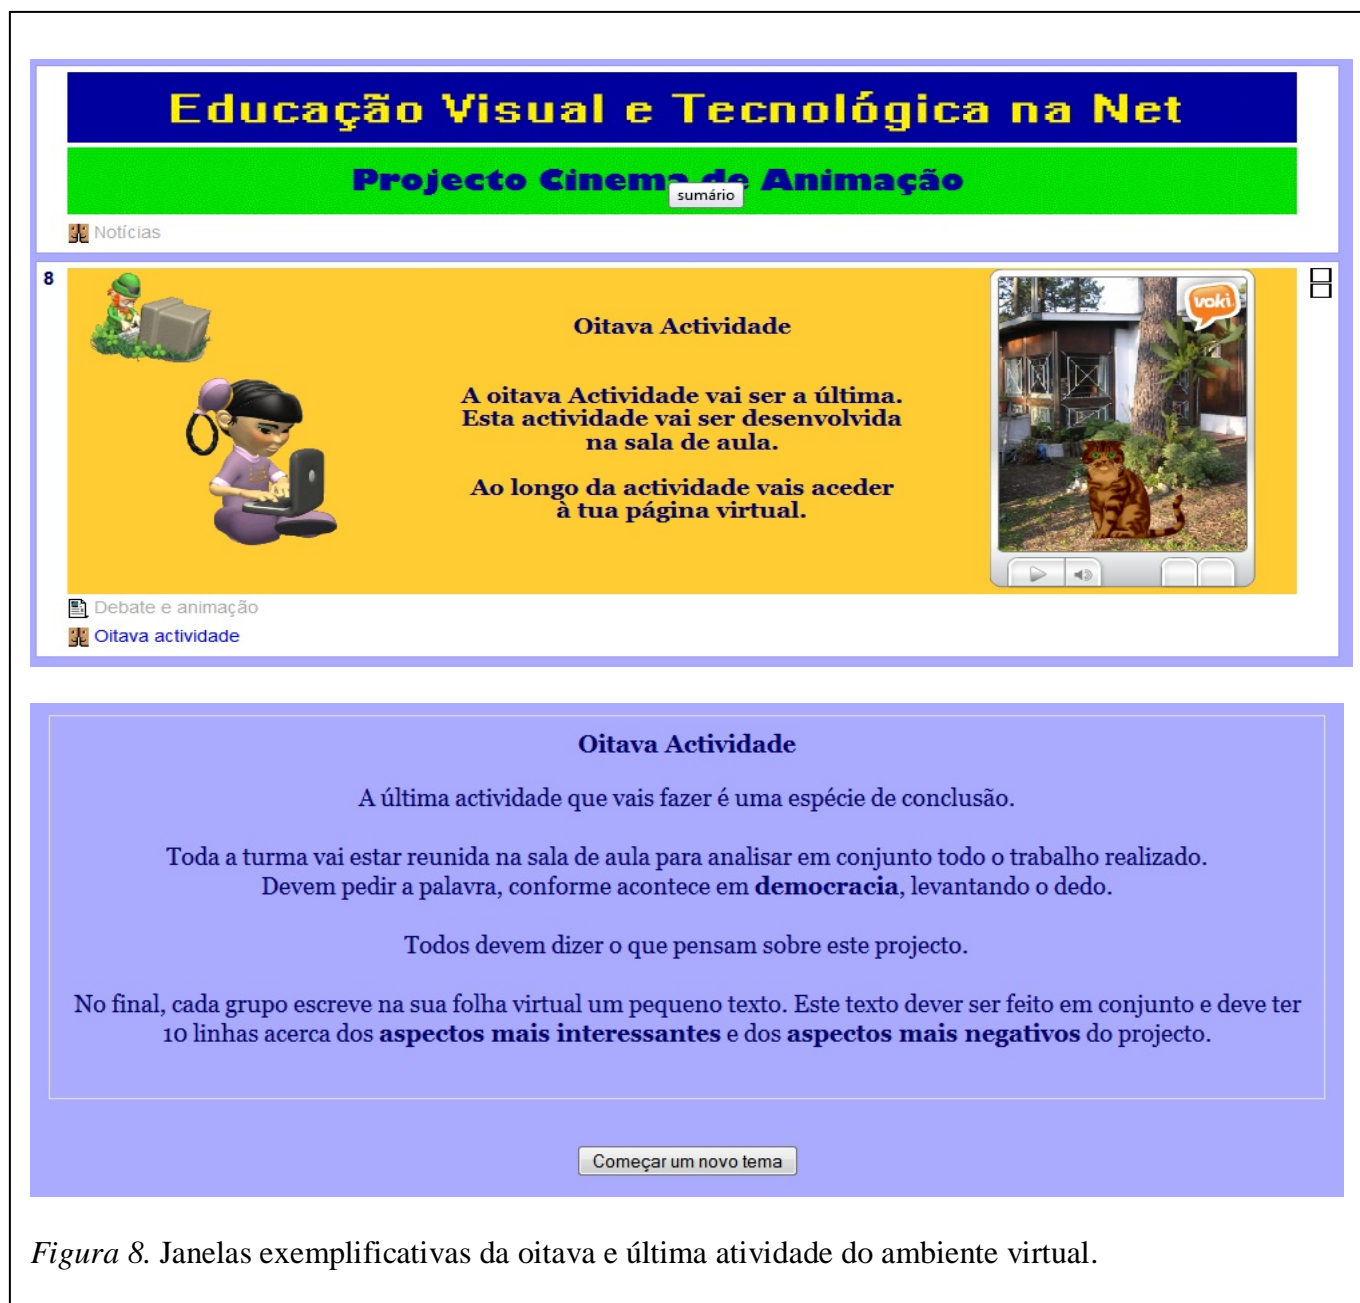 Educação Visual e Tecnológica na Net
Projecto Cinema de Animação
sumário
Notícias
8
Oitava Actividade
voki
A oitava Actividade vai ser a última.
Esta actividade vai ser desenvolvida
na sala de aula.
Ao longo da actividade vais aceder
à tua página virtual.
Debate e animação
Oitava actividade
Oitava Actividade
A última actividade que vais fazer é uma espécie de conclusão.
Toda a turma vai estar reunida na sala de aula para analisar em conjunto todo o trabalho realizado.
Devem pedir a palavra, conforme acontece em democracia, levantando o dedo.
Todos devem dizer o que pensam sobre este projecto.
No final, cada grupo escreve na sua folha virtual um pequeno texto. Este texto dever ser feito em conjunto e deve ter
10 linhas acerca dos aspectos mais interessantes e dos aspectos mais negativos do projecto.
Começar um novo tema
Figura 8. Janelas exemplificativas da oitava e última atividade do ambiente virtual.